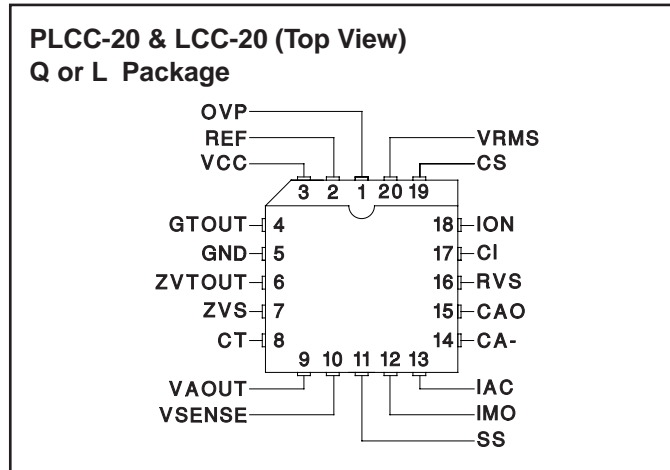 PLCC-20 & LCC-20 (Top View)
Q or L Package
OVP
REF
VCC
VRMS
CS
3 2 1 20 19
GTOUT 4
GND 5
ZVTOUT 6
ZVS 7
CT 8
18 ION
17 CI
16 RVS
15 CAO
14 CA-
9 10 11 12 13
VAOUT
VSENSE
IAC
IMO
SS